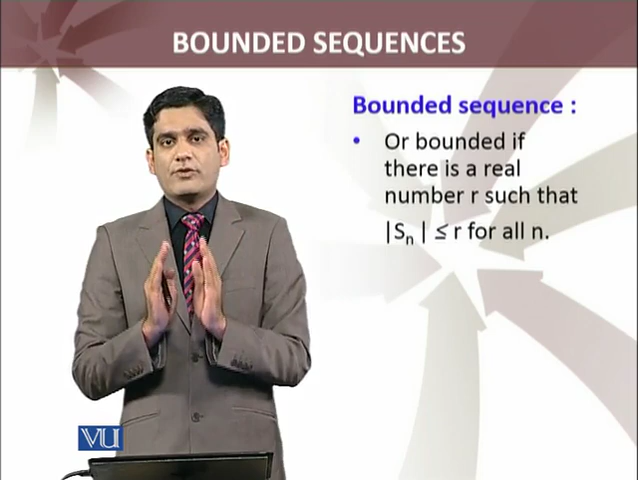 BOUNDED SEQUENCES
Bounded sequence :
• Or bounded if
there is a real
number r such that
|Sₙ | ≤ r for all n.
VU